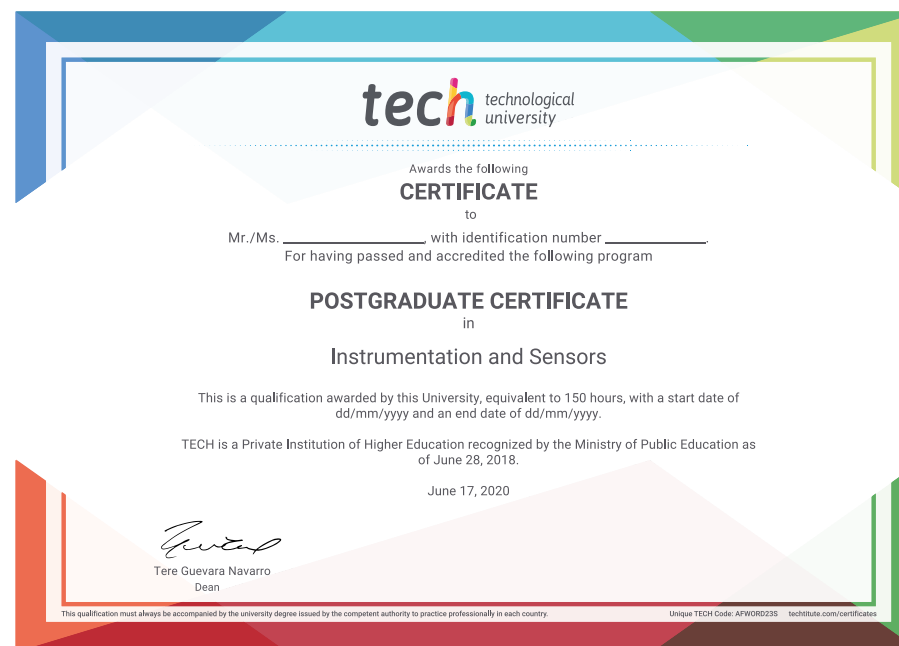 tech technological
university
Awards the following
CERTIFICATE
to
Mr./Ms. ____________________, with identification number ______________.
For having passed and accredited the following program
POSTGRADUATE CERTIFICATE
in
Instrumentation and Sensors
This is a qualification awarded by this University, equivalent to 150 hours, with a start date of
dd/mm/yyyy and an end date of dd/mm/yyyy.
TECH is a Private Institution of Higher Education recognized by the Ministry of Public Education as
of June 28, 2018.
June 17, 2020
Tere Guevara Navarro
Dean
This qualification must always be accompanied by the university degree issued by the competent authority to practice professionally in each country. Unique TECH Code: AFWORD23S techtitute.com/certificates